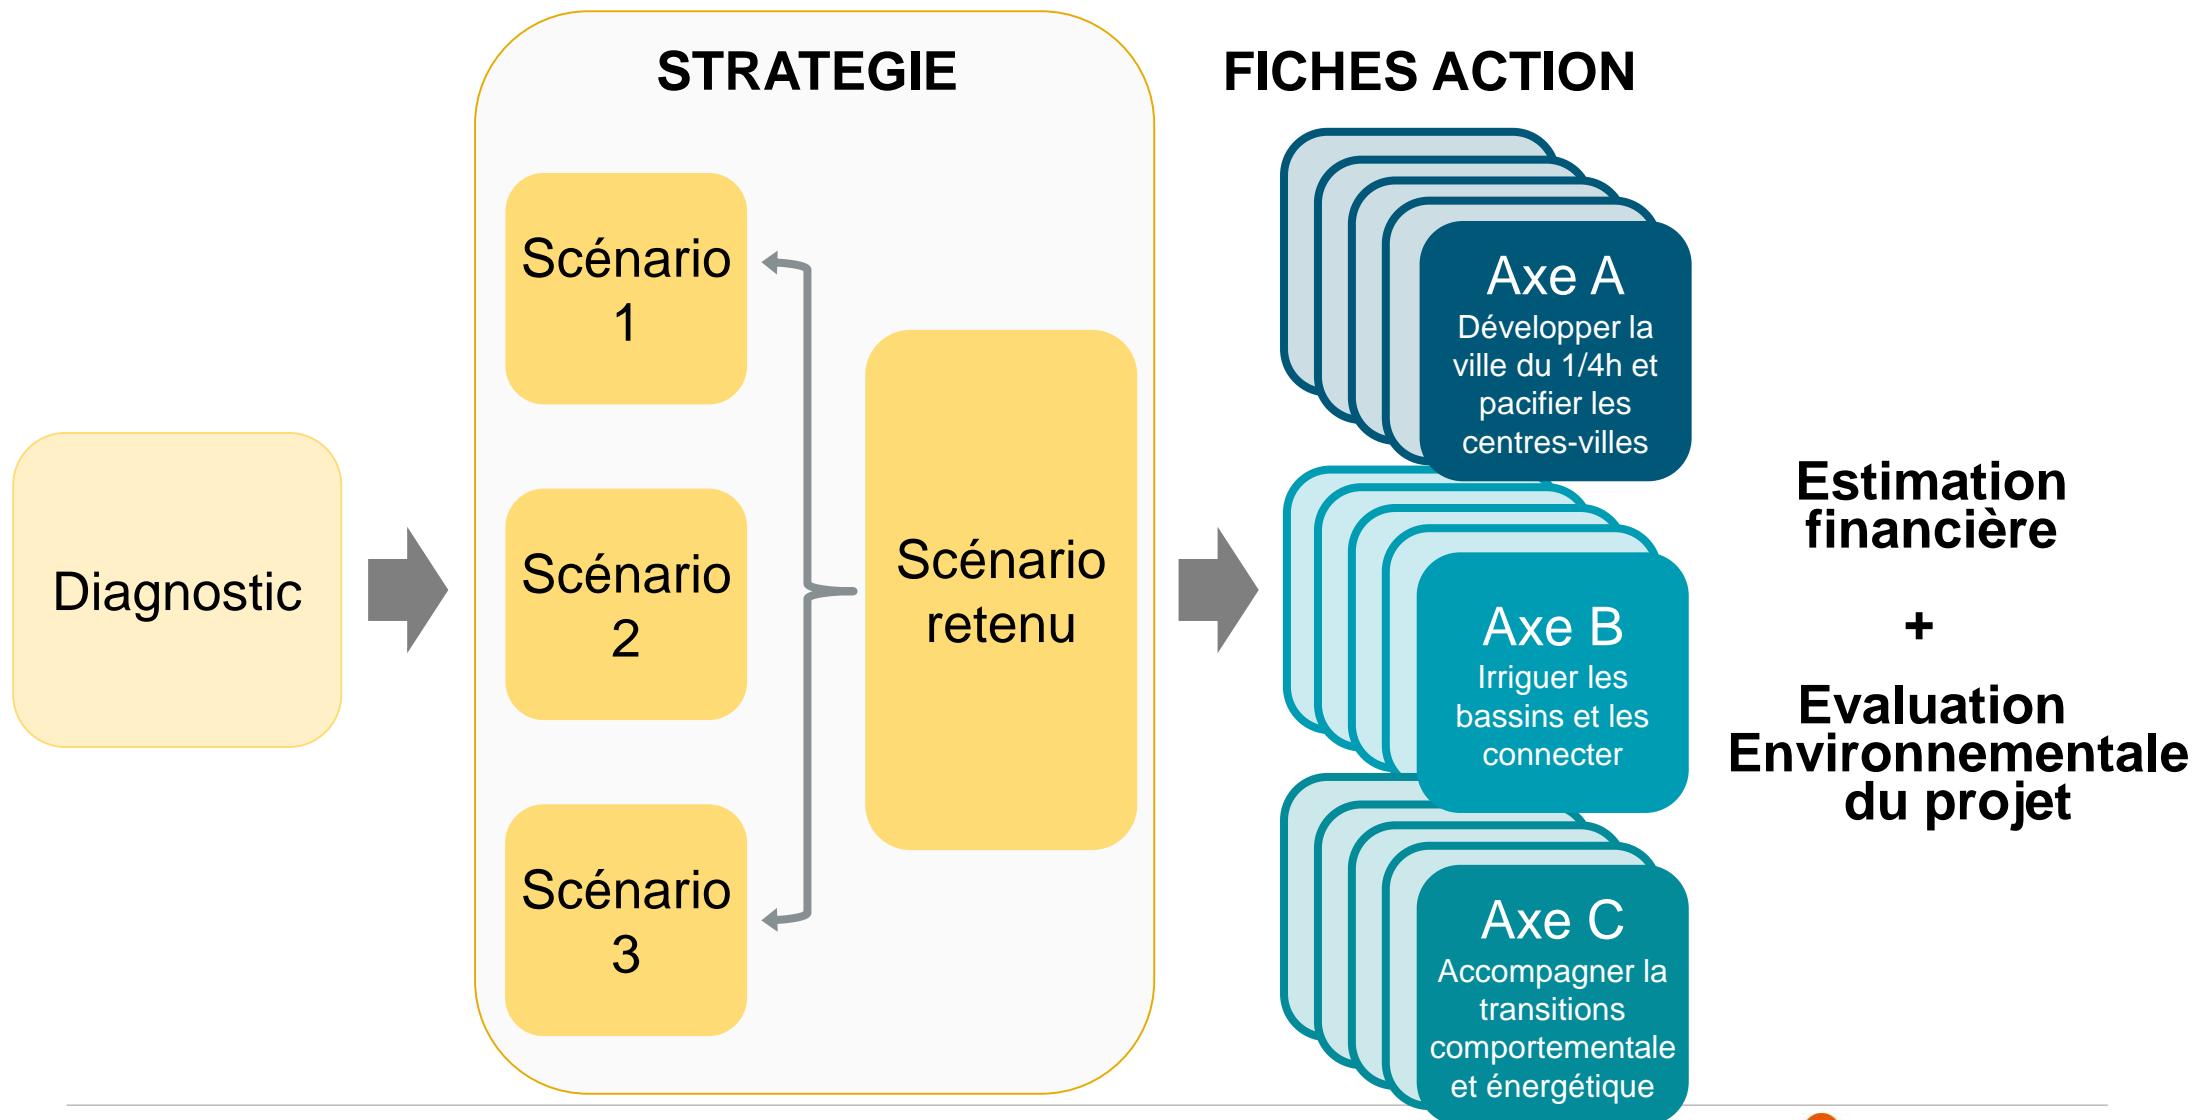 STRATEGIE
FICHES ACTION
Diagnostic
Scénario
1
Scénario
2
Scénario
3
Scénario
retenu
Axe A
Développer la
ville du 1/4h et
pacifier les
centres-villes
Axe B
Irriguer les
bassins et les
connecter
Axe C
Accompagner la
transitions
comportementale
et énergétique
Estimation
financière
+
Evaluation
Environnementale
du projet